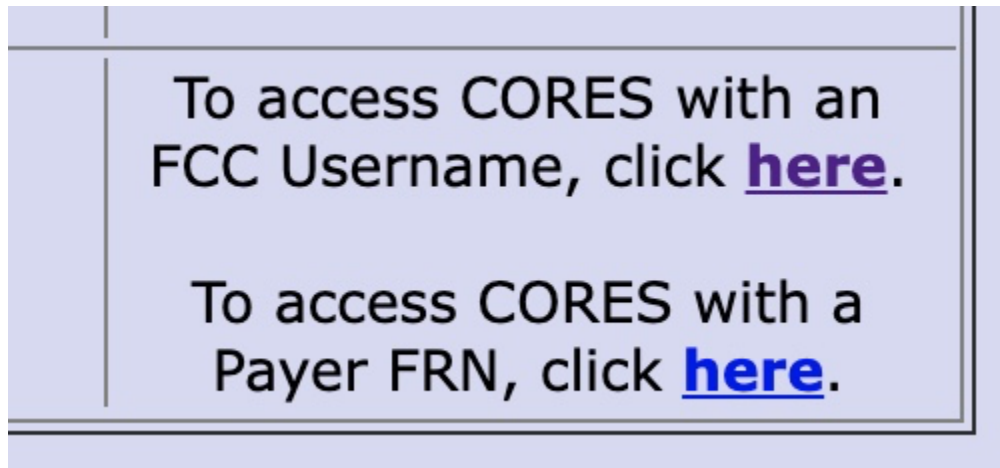 To access CORES with an
FCC Username, click here.
To access CORES with a
Payer FRN, click here.